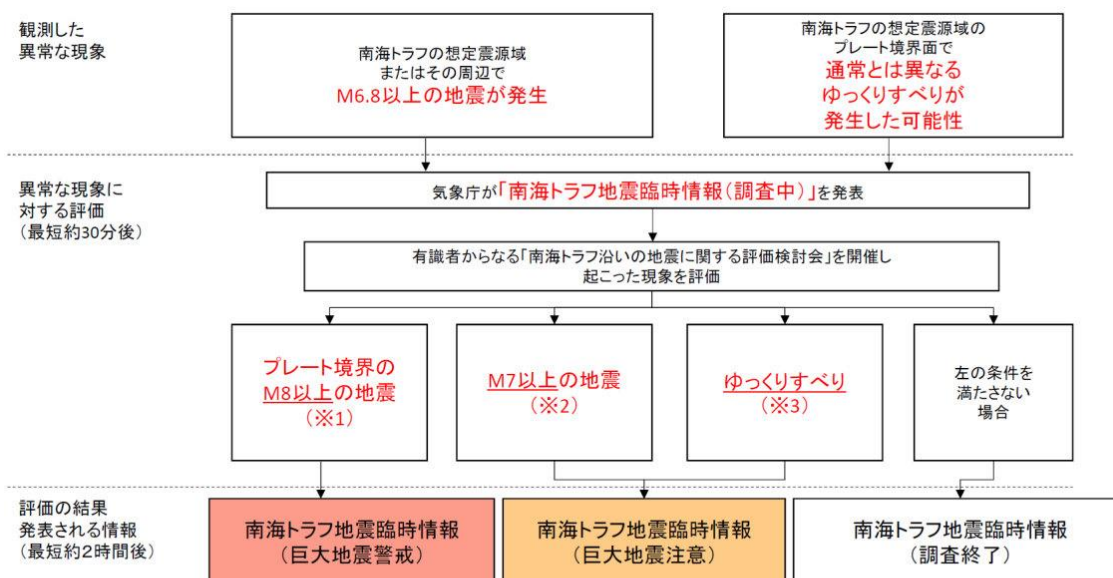 観測した
異常な現象
南海トラフの想定震源域
またはその周辺で
M6.8以上の地震が発生
南海トラフの想定震源域の
プレート境界面で
通常とは異なる
ゆっくりすべりが
発生した可能性
異常な現象に
対する評価
（最短約30分後）
気象庁が「南海トラフ地震臨時情報（調査中）」を発表
有識者からなる「南海トラフ沿いの地震に関する評価検討会」を開催し
起こった現象を評価
プレート境界の
M8以上の地震
（※1）
M7以上の地震
（※2）
ゆっくりすべり
（※3）
左の条件を
満たさない
場合
評価の結果
発表される情報
（最短約２時間後）
南海トラフ地震臨時情報
（巨大地震警戒）
南海トラフ地震臨時情報
（巨大地震注意）
南海トラフ地震臨時情報
（調査終了）